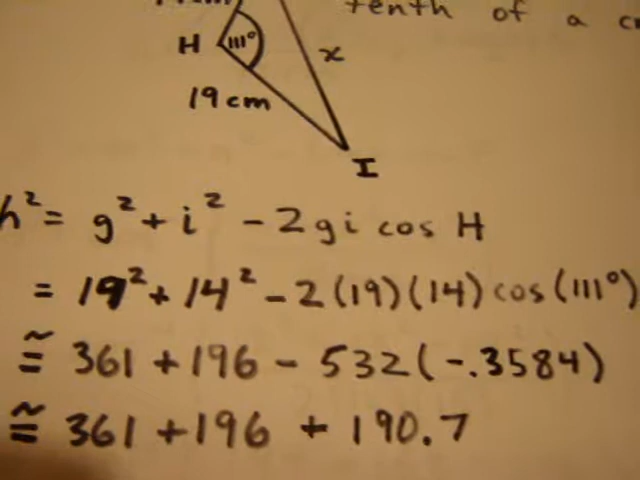 tenth of a
H 111° x
19 cm
I
h² = g² + i² - 2gi cos H
= 19² + 14² - 2(19)(14) cos(111°)
≅ 361 + 196 - 532(-.3584)
≅ 361 + 196 + 190.7